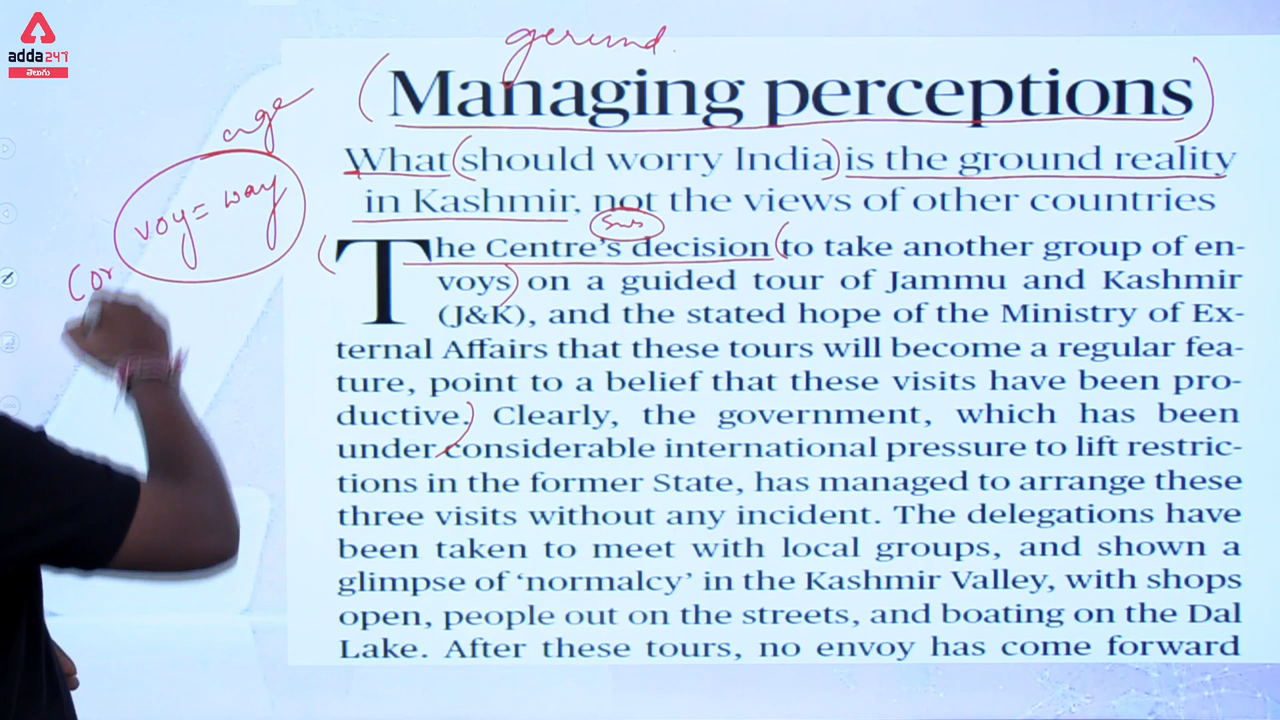 adda247
తెలుగు
gerund
Managing perceptions
age
voy = way
(or
What should worry India is the ground reality
in Kashmir, not the views of other countries
Sub
The Centre's decision to take another group of en-
voys on a guided tour of Jammu and Kashmir
(J&K), and the stated hope of the Ministry of Ex-
ternal Affairs that these tours will become a regular fea-
ture, point to a belief that these visits have been pro-
ductive. Clearly, the government, which has been
under considerable international pressure to lift restric-
tions in the former State, has managed to arrange these
three visits without any incident. The delegations have
been taken to meet with local groups, and shown a
glimpse of 'normalcy' in the Kashmir Valley, with shops
open, people out on the streets, and boating on the Dal
Lake. After these tours, no envoy has come forward